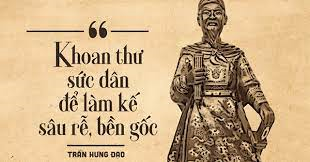 “
Khoan thư
sức dân
để làm kế
sâu rễ, bền gốc
TRẦN HƯNG ĐẠO